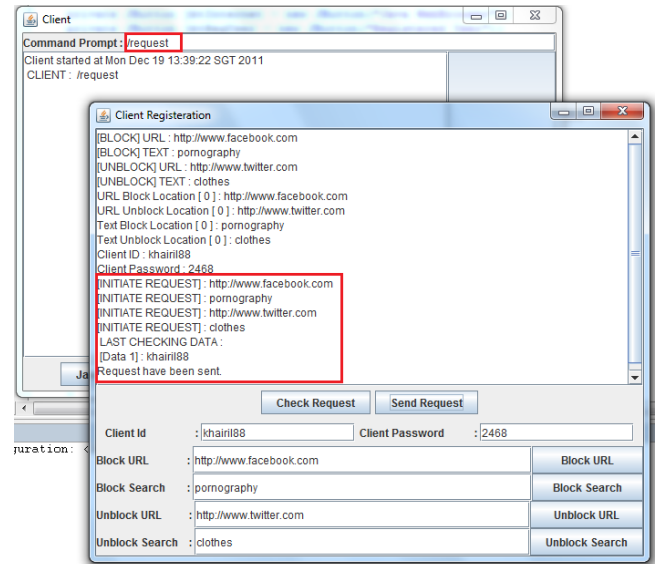 Client
Command Prompt : /request
Client started at Mon Dec 19 13:39:22 SGT 2011
CLIENT : /request
Client Registeration
[BLOCK] URL : http://www.facebook.com
[BLOCK] TEXT : pornography
[UNBLOCK] URL : http://www.twitter.com
[UNBLOCK] TEXT : clothes
URL Block Location [ 0 ] : http://www.facebook.com
URL Unblock Location [ 0 ] : http://www.twitter.com
Text Block Location [ 0 ] : pornography
Text Unblock Location [ 0 ] : clothes
Client ID : khairil88
Client Password : 2468
[INITIATE REQUEST] : http://www.facebook.com
[INITIATE REQUEST] : pornography
[INITIATE REQUEST] : http://www.twitter.com
[INITIATE REQUEST] : clothes
LAST CHECKING DATA :
[Data 1] : khairil88
Request have been sent.
Ja
Check Request Send Request
Client Id : khairil88 Client Password : 2468
guration: <
Block URL : http://www.facebook.com Block URL
Block Search : pornography Block Search
Unblock URL : http://www.twitter.com Unblock URL
Unblock Search : clothes Unblock Search